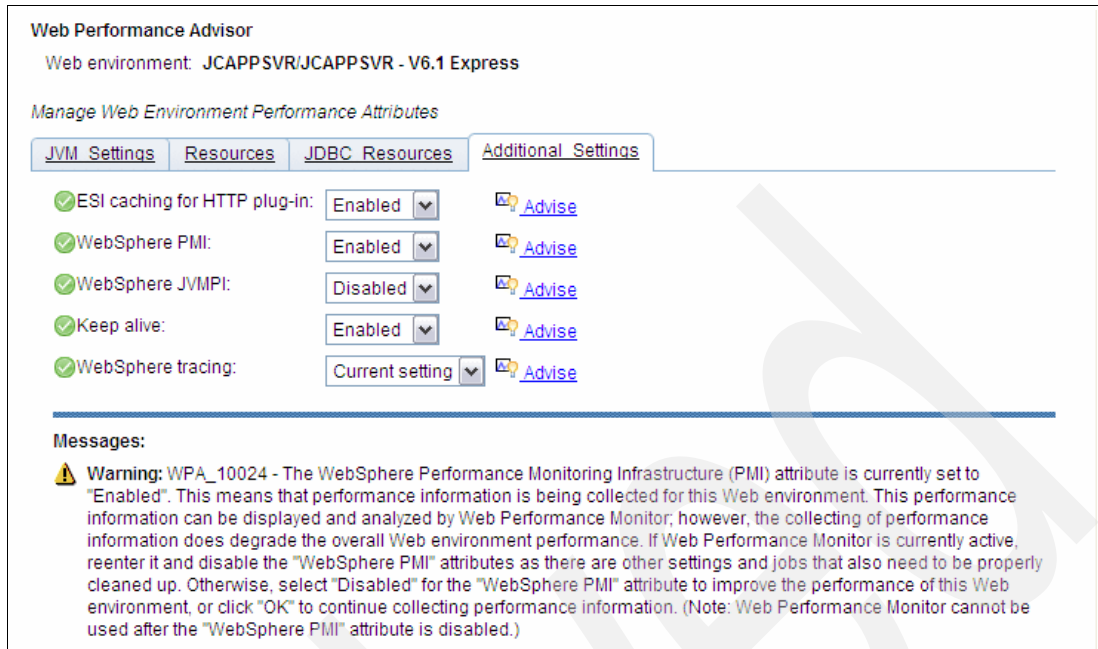 Web Performance Advisor
Web environment: JCAPPSVR/JCAPPSVR - V6.1 Express
Manage Web Environment Performance Attributes
JVM Settings Resources JDBC Resources Additional Settings
ESI caching for HTTP plug-in: Enabled Advise
WebSphere PMI: Enabled Advise
WebSphere JVMPI: Disabled Advise
Keep alive: Enabled Advise
WebSphere tracing: Current setting Advise
Messages:
Warning: WPA_10024 - The WebSphere Performance Monitoring Infrastructure (PMI) attribute is currently set to
"Enabled". This means that performance information is being collected for this Web environment. This performance
information can be displayed and analyzed by Web Performance Monitor; however, the collecting of performance
information does degrade the overall Web environment performance. If Web Performance Monitor is currently active,
reenter it and disable the "WebSphere PMI" attributes as there are other settings and jobs that also need to be properly
cleaned up. Otherwise, select "Disabled" for the "WebSphere PMI" attribute to improve the performance of this Web
environment, or click "OK" to continue collecting performance information. (Note: Web Performance Monitor cannot be
used after the "WebSphere PMI" attribute is disabled.)